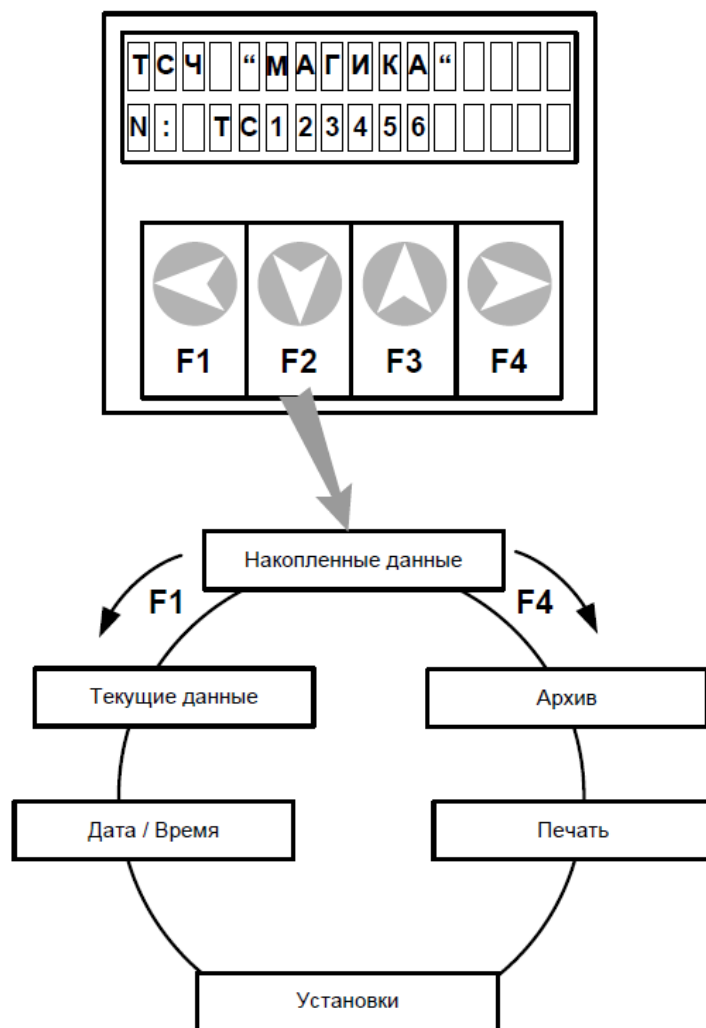 ТСЧ “МАГИКА“
N: ТС123456
F1 F2 F3 F4
Накопленные данные
F1 F4
Текущие данные Архив
Дата / Время Печать
Установки